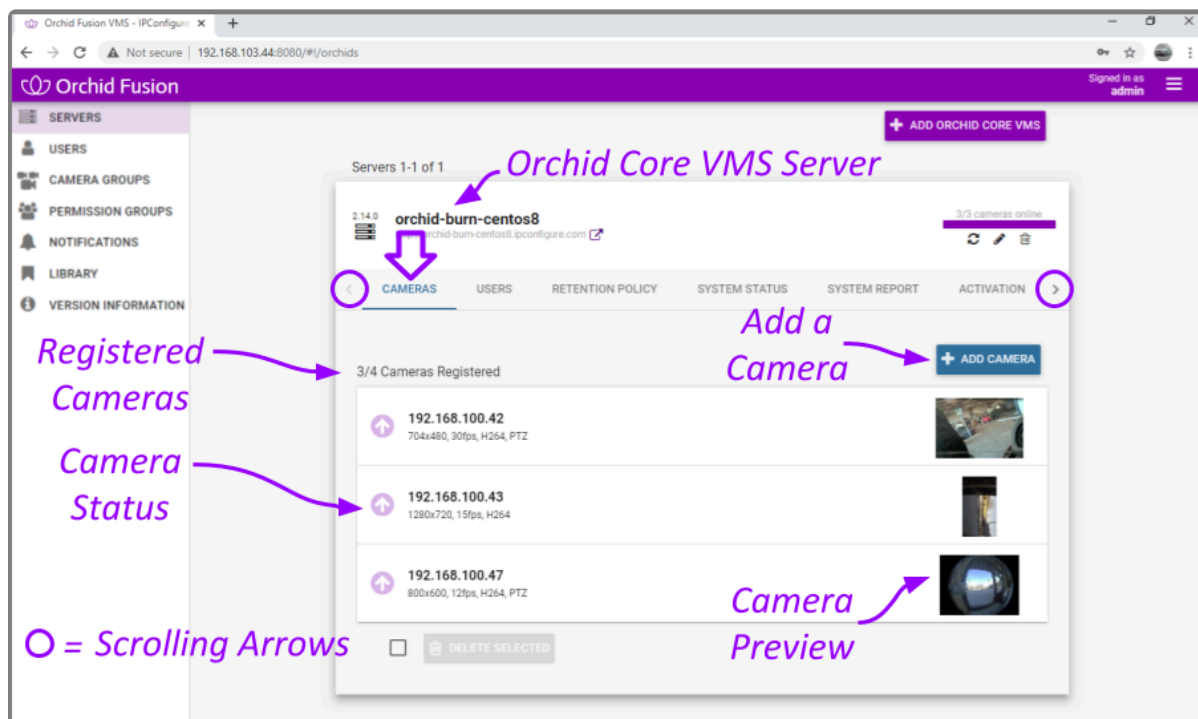 Orchid Fusion VMS - IPConfigure
Not secure | 192.168.103.44:8080/#!/orchids
Orchid Fusion
Signed in as
admin
SERVERS
USERS
CAMERA GROUPS
PERMISSION GROUPS
NOTIFICATIONS
LIBRARY
VERSION INFORMATION
ADD ORCHID CORE VMS
Servers 1-1 of 1
Orchid Core VMS Server
2.14.0
orchid-burn-centos8
orchid-burn-centos8.ipconfigure.com
3/3 cameras online
CAMERAS
USERS
RETENTION POLICY
SYSTEM STATUS
SYSTEM REPORT
ACTIVATION
Add a
Camera
ADD CAMERA
Registered
Cameras
3/4 Cameras Registered
192.168.100.42
704x480, 30fps, H264, PTZ
Camera
Status
192.168.100.43
1280x720, 15fps, H264
192.168.100.47
800x600, 12fps, H264, PTZ
Camera
Preview
O = Scrolling Arrows
DELETE SELECTED